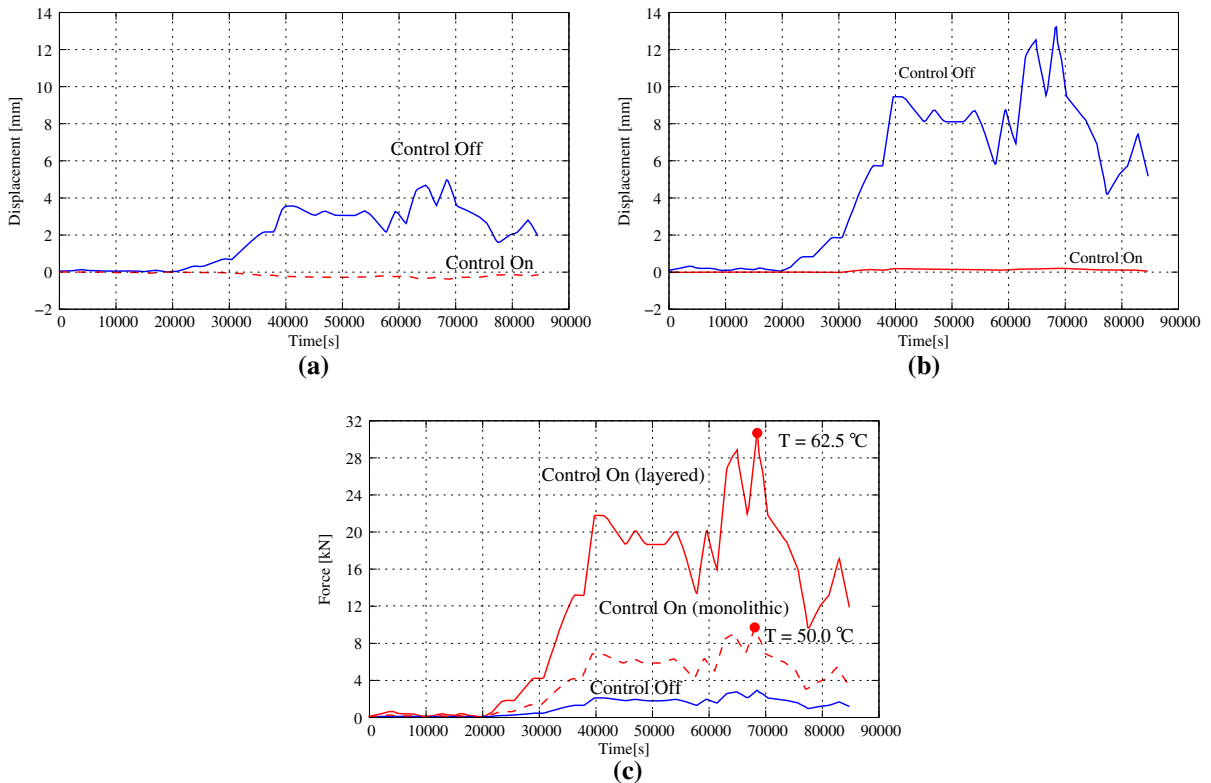 14
12
10
8
6
4
2
0
−2
Displacement [mm]
Control Off
Control On
0 10000 20000 30000 40000 50000 60000 70000 80000 90000
Time[s]
(a)
14
12
10
8
6
4
2
0
−2
Displacement [mm]
Control Off
Control On
0 10000 20000 30000 40000 50000 60000 70000 80000 90000
Time[s]
(b)
32
28
24
20
16
12
8
4
0
Force [kN]
T = 62.5 °C
Control On (layered)
Control On (monolithic)
T = 50.0 °C
Control Off
0 10000 20000 30000 40000 50000 60000 70000 80000 90000
Time[s]
(c)